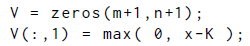 V = zeros(m+1,n+1);
V(:,1) = max( 0, x-K );